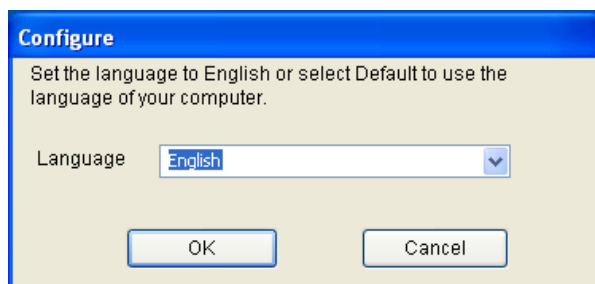 Configure
Set the language to English or select Default to use the
language of your computer.
Language English
OK Cancel